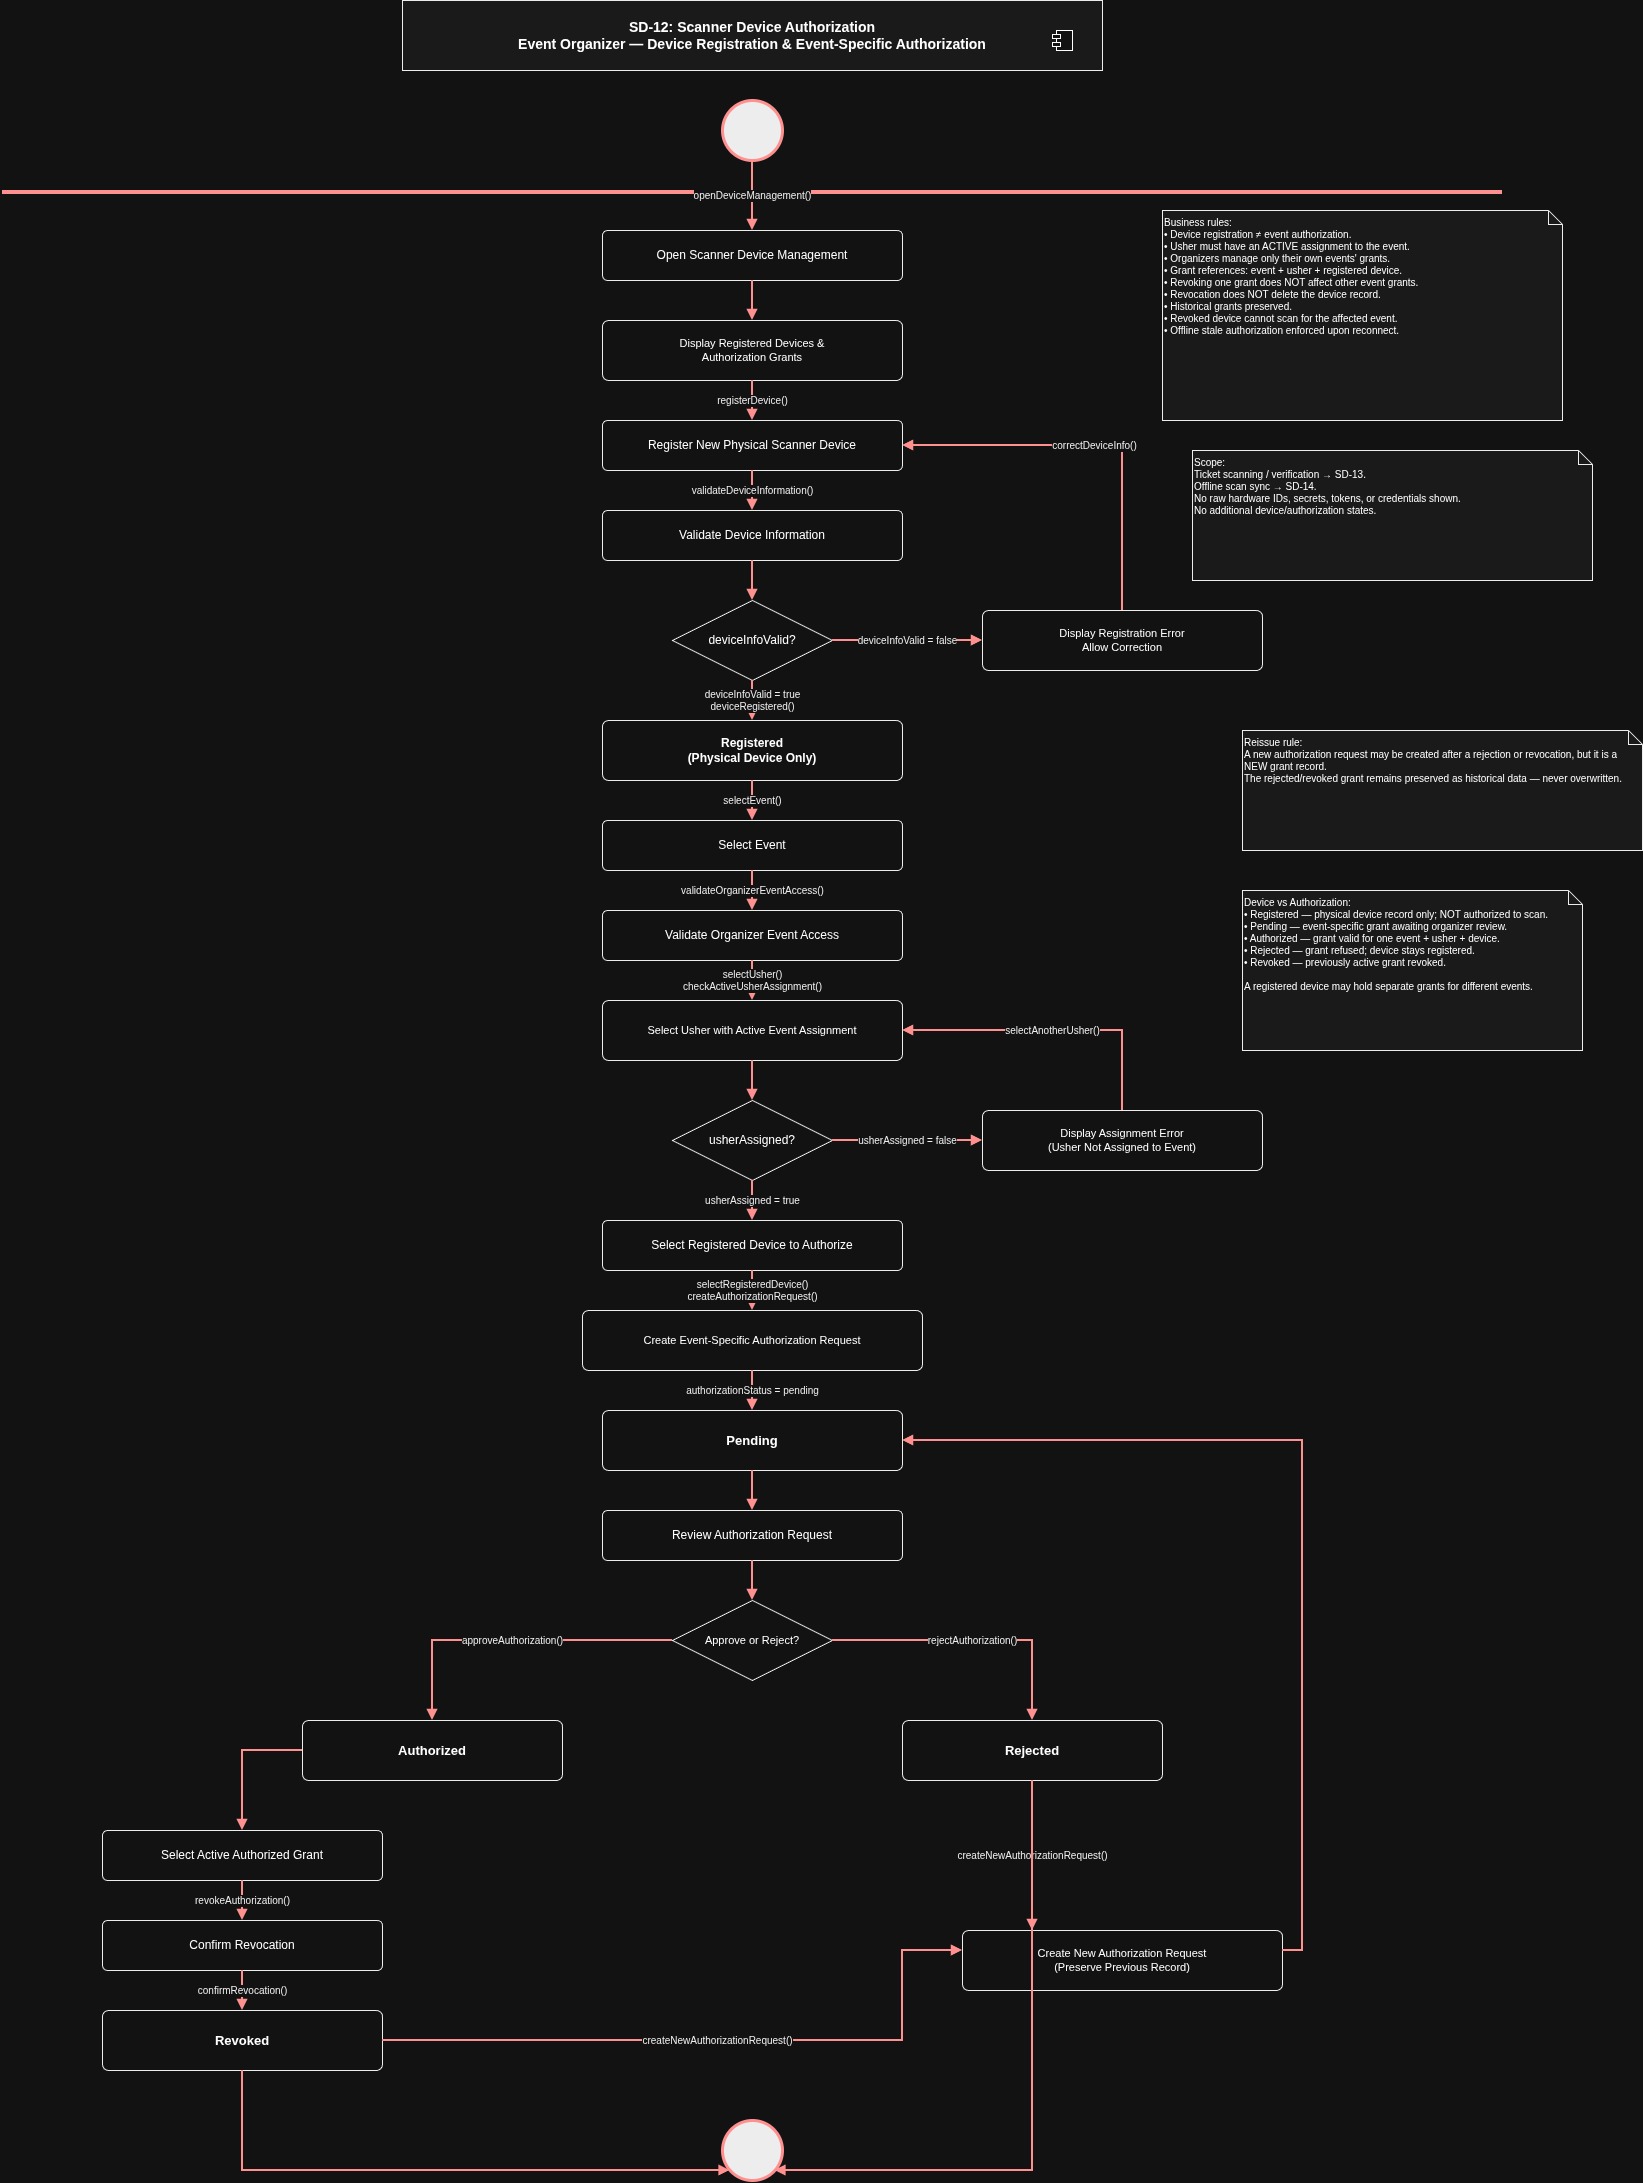 SD-12: Scanner Device Authorization
Event Organizer — Device Registration & Event-Specific Authorization
openDeviceManagement()
Open Scanner Device Management
Business rules:
• Device registration ≠ event authorization.
• Usher must have an ACTIVE assignment to the event.
• Organizers manage only their own events' grants.
• Grant references: event + usher + registered device.
• Revoking one grant does NOT affect other event grants.
• Revocation does NOT delete the device record.
• Historical grants preserved.
• Revoked device cannot scan for the affected event.
• Offline stale authorization enforced upon reconnect.
Display Registered Devices &
Authorization Grants
registerDevice()
Register New Physical Scanner Device
correctDeviceInfo()
Scope:
Ticket scanning / verification → SD-13.
Offline scan sync → SD-14.
No raw hardware IDs, secrets, tokens, or credentials shown.
No additional device/authorization states.
validateDeviceInformation()
Validate Device Information
deviceInfoValid?
deviceInfoValid = false
Display Registration Error
Allow Correction
deviceInfoValid = true
deviceRegistered()
Registered
(Physical Device Only)
Reissue rule:
A new authorization request may be created after a rejection or revocation, but it is a
NEW grant record.
The rejected/revoked grant remains preserved as historical data — never overwritten.
selectEvent()
Select Event
validateOrganizerEventAccess()
Validate Organizer Event Access
Device vs Authorization:
• Registered — physical device record only; NOT authorized to scan.
• Pending — event-specific grant awaiting organizer review.
• Authorized — grant valid for one event + usher + device.
• Rejected — grant refused; device stays registered.
• Revoked — previously active grant revoked.
A registered device may hold separate grants for different events.
selectUsher()
checkActiveUsherAssignment()
Select Usher with Active Event Assignment
selectAnotherUsher()
usherAssigned?
usherAssigned = false
Display Assignment Error
(Usher Not Assigned to Event)
usherAssigned = true
Select Registered Device to Authorize
selectRegisteredDevice()
createAuthorizationRequest()
Create Event-Specific Authorization Request
authorizationStatus = pending
Pending
Review Authorization Request
approveAuthorization()
Approve or Reject?
rejectAuthorization()
Authorized
Rejected
Select Active Authorized Grant
createNewAuthorizationRequest()
revokeAuthorization()
Confirm Revocation
Create New Authorization Request
(Preserve Previous Record)
confirmRevocation()
Revoked
createNewAuthorizationRequest()